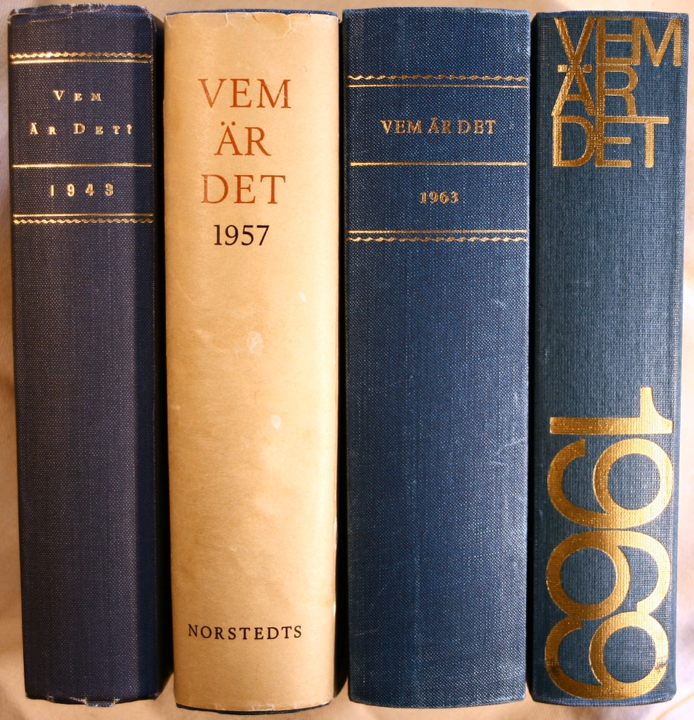 VEM
ÄR DET?
1943
VEM
ÄR
DET
1957
NORSTEDTS
VEM ÄR DET
1963
VEM
ÄR
DET
1969